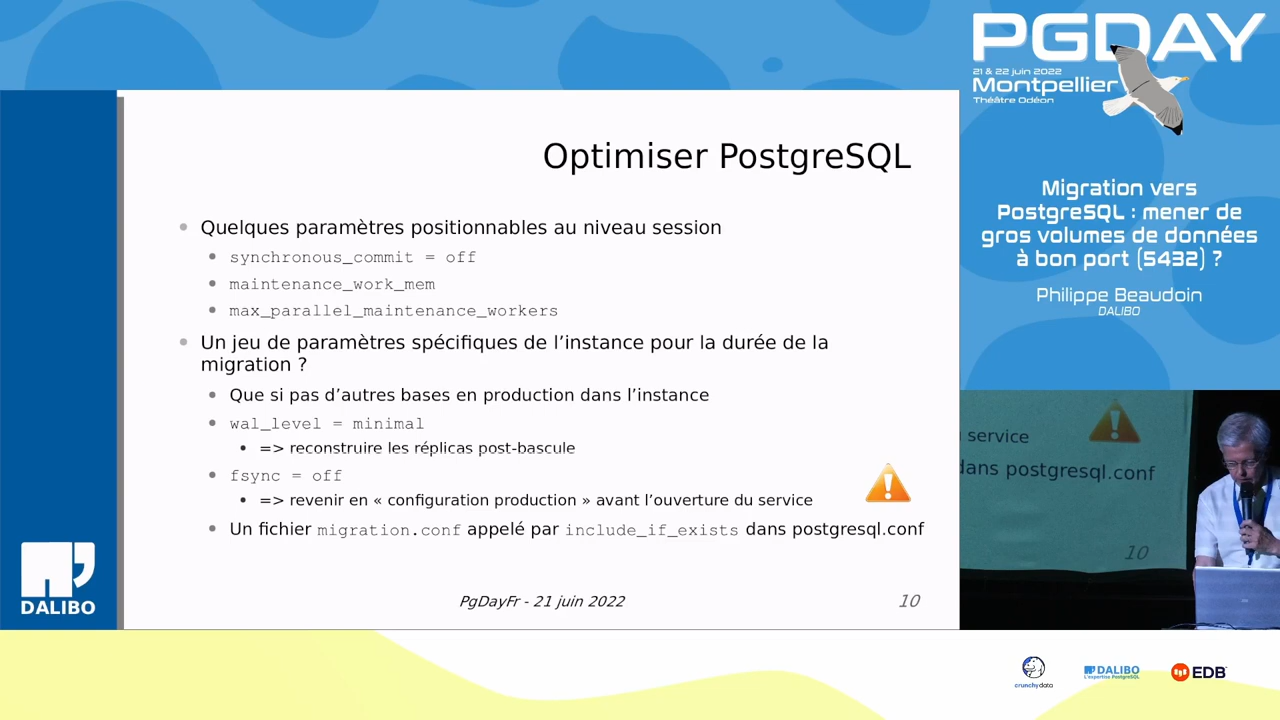 PGDAY
21 & 22 juin 2022
Montpellier
Théâtre Odéon
Optimiser PostgreSQL
Quelques paramètres positionnables au niveau session
synchronous_commit = off
maintenance_work_mem
max_parallel_maintenance_workers
Un jeu de paramètres spécifiques de l’instance pour la durée de la
migration ?
Que si pas d’autres bases en production dans l’instance
wal_level = minimal
=> reconstruire les réplicas post-bascule
fsync = off
=> revenir en « configuration production » avant l’ouverture du service
Un fichier migration.conf appelé par include_if_exists dans postgresql.conf
PgDayFr - 21 juin 2022
10
DALIBO
Migration vers
PostgreSQL : mener de
gros volumes de données
à bon port (5432) ?
Philippe Beaudoin
DALIBO
service
dans postgresql.conf
10
crunchydata
DALIBO
L'expertise PostgreSQL
EDB